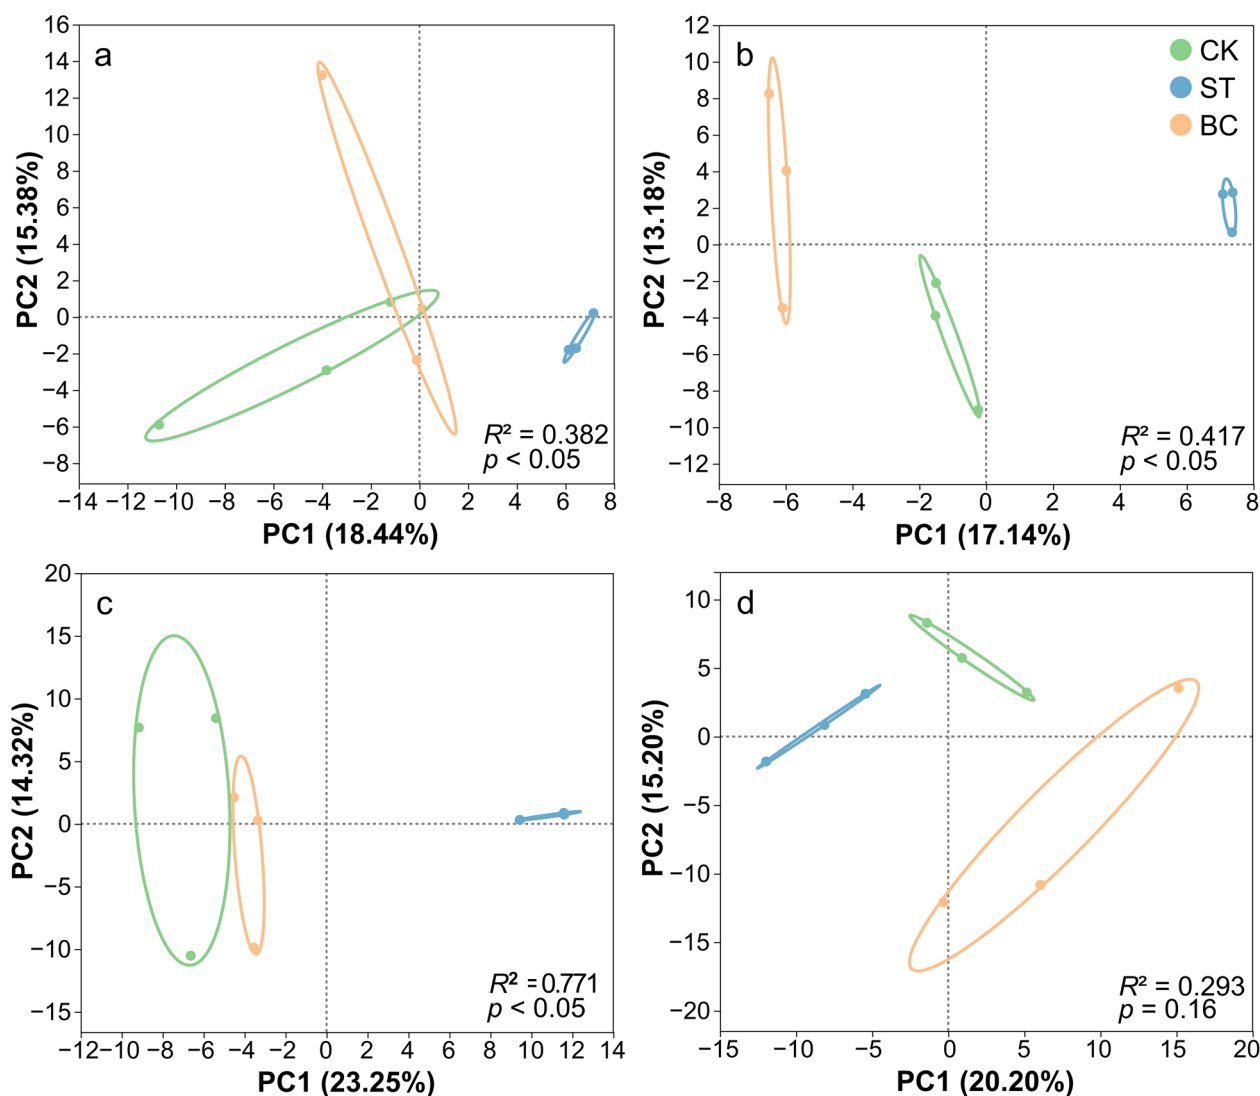 a
16
14
12
10
8
6
4
2
0
−2
−4
−6
−8
PC2 (15.38%)
R² = 0.382
p < 0.05
−14 −12 −10 −8 −6 −4 −2 0 2 4 6 8
PC1 (18.44%)
b
CK
ST
BC
12
10
8
6
4
2
0
−2
−4
−6
−8
−10
−12
PC2 (13.18%)
R² = 0.417
p < 0.05
−8 −6 −4 −2 0 2 4 6 8
PC1 (17.14%)
c
20
15
10
5
0
−5
−10
−15
PC2 (14.32%)
R² = 0.771
p < 0.05
−12 −10 −8 −6 −4 −2 0 2 4 6 8 10 12 14
PC1 (23.25%)
d
10
5
0
−5
−10
−15
−20
PC2 (15.20%)
R² = 0.293
p = 0.16
−15 −10 −5 0 5 10 15 20
PC1 (20.20%)